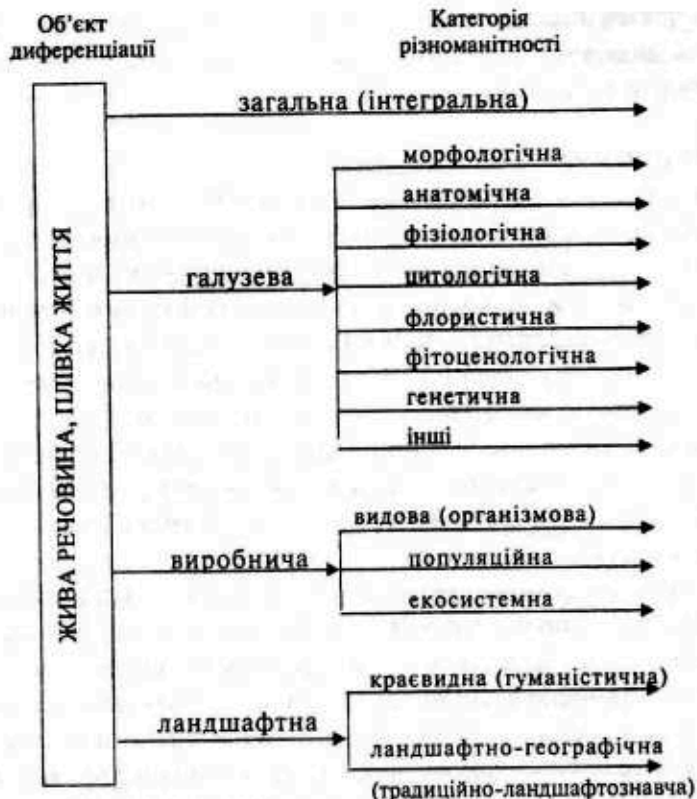 Об'єкт
диференціації
Категорія
різноманітності
ЖИВА РЕЧОВИНА, ПЛІВКА ЖИТТЯ
загальна (інтегральна)
галузева
морфологічна
анатомічна
фізіологічна
цитологічна
флористична
фітоценологічна
генетична
інші
виробнича
видова (організмова)
популяційна
екосистемна
ландшафтна
краєвидна (гуманістична)
ландшафтно-географічна
(традиційно-ландшафтознавча)